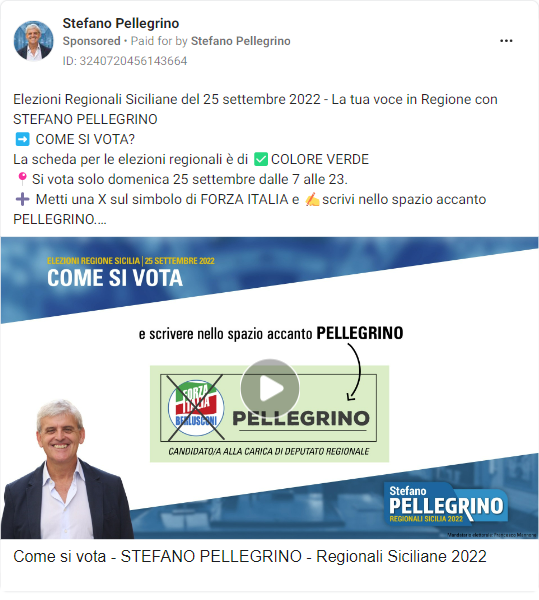 Stefano Pellegrino
Sponsored • Paid for by Stefano Pellegrino
ID: 3240720456143664
Elezioni Regionali Siciliane del 25 settembre 2022 - La tua voce in Regione con
STEFANO PELLEGRINO
➡️ COME SI VOTA?
La scheda per le elezioni regionali è di ✅ COLORE VERDE
📍Si vota solo domenica 25 settembre dalle 7 alle 23.
➕ Metti una X sul simbolo di FORZA ITALIA e ✍️scrivi nello spazio accanto
PELLEGRINO....
ELEZIONI REGIONE SICILIA | 25 SETTEMBRE 2022
COME SI VOTA
e scrivere nello spazio accanto PELLEGRINO
FORZA
ITALIA
BERLUSCONI
PELLEGRINO
CANDIDATO/A ALLA CARICA DI DEPUTATO REGIONALE
Stefano
PELLEGRINO
REGIONALI SICILIA 2022
Come si vota - STEFANO PELLEGRINO - Regionali Siciliane 2022